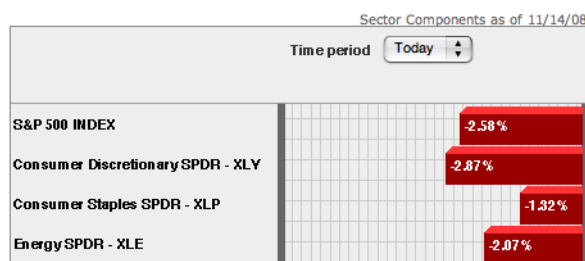 Sector Components as of 11/14/08
Time period Today
S&P 500 INDEX -2.58%
Consumer Discretionary SPDR - XLY -2.87%
Consumer Staples SPDR - XLP -1.32%
Energy SPDR - XLE -2.07%